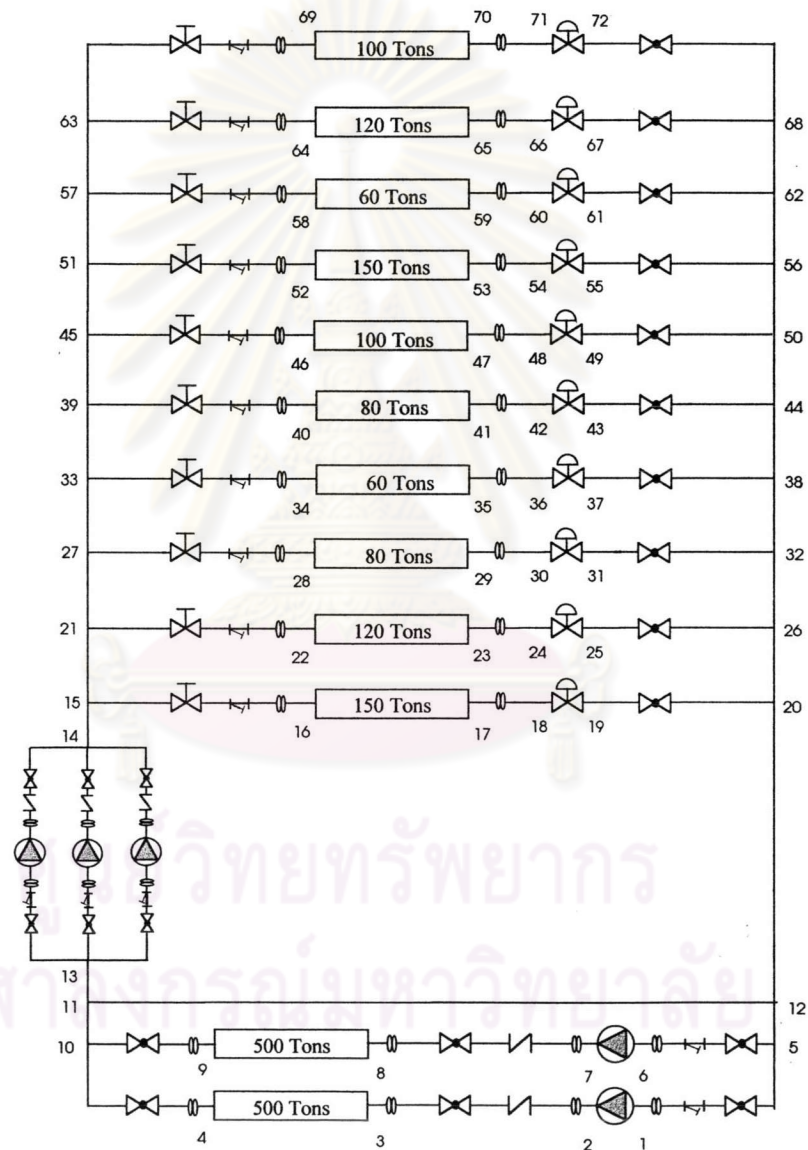 69 70 71 72
100 Tons
63 120 Tons 68
64 65 66 67
57 60 Tons 62
58 59 60 61
51 150 Tons 56
52 53 54 55
45 100 Tons 50
46 47 48 49
39 80 Tons 44
40 41 42 43
33 60 Tons 38
34 35 36 37
27 80 Tons 32
28 29 30 31
21 120 Tons 26
22 23 24 25
15 150 Tons 20
16 17 18 19
14
ศูนย์วิทยทรัพยากร
13
จุฬาลงกรณ์มหาวิทยาลัย
11 12
10 500 Tons 5
9 8 7 6
500 Tons
4 3 2 1